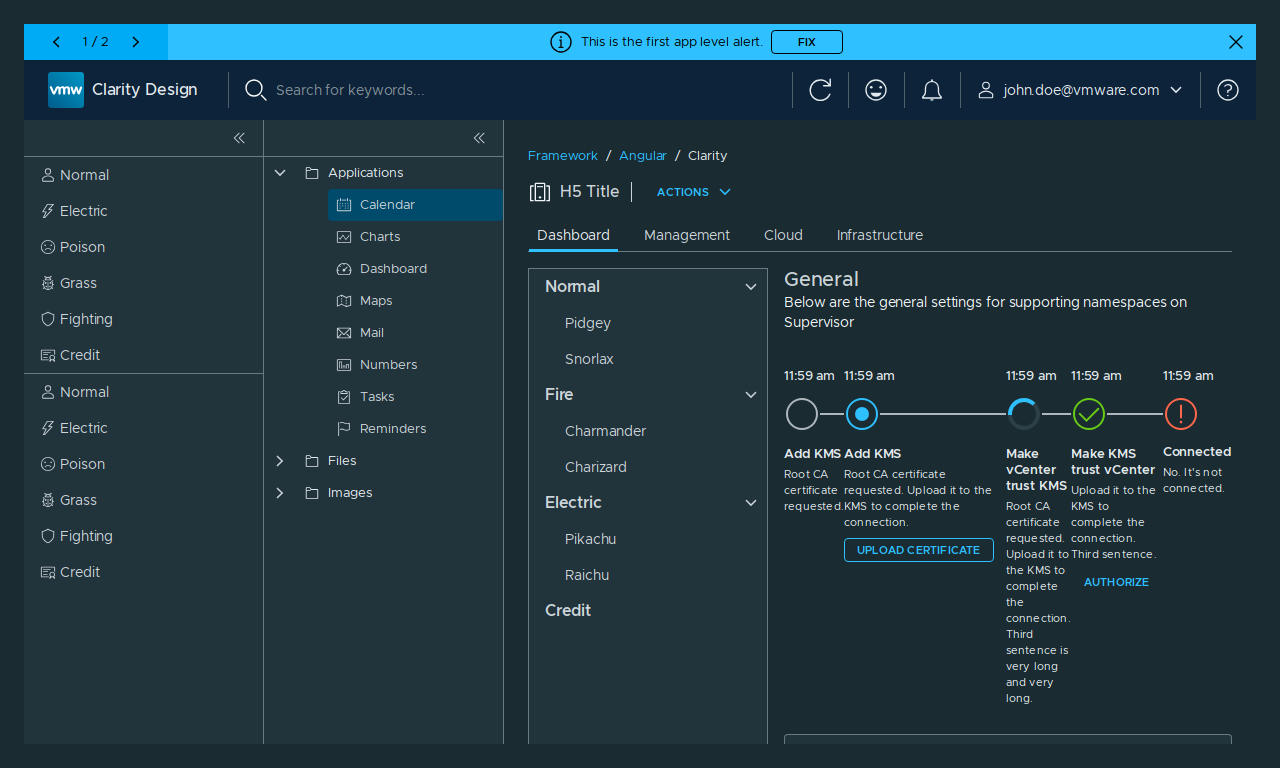 1 / 2
This is the first app level alert.
FIX
vmw
Clarity Design
Search for keywords...
john.doe@vmware.com
Normal
Electric
Poison
Grass
Fighting
Credit
Normal
Electric
Poison
Grass
Fighting
Credit
Applications
Calendar
Charts
Dashboard
Maps
Mail
Numbers
Tasks
Reminders
Files
Images
Framework / Angular / Clarity
H5 Title
ACTIONS
Dashboard
Management
Cloud
Infrastructure
Normal
Pidgey
Snorlax
Fire
Charmander
Charizard
Electric
Pikachu
Raichu
Credit
General
Below are the general settings for supporting namespaces on
Supervisor
11:59 am
Add KMS
Root CA
certificate
requested.
11:59 am
Add KMS
Root CA certificate
requested. Upload it to the
KMS to complete the
connection.
UPLOAD CERTIFICATE
11:59 am
Make
vCenter
trust KMS
Root CA
certificate
requested.
Upload it to
the KMS to
complete
the
connection.
Third
sentence is
very long
and very
long.
11:59 am
Make KMS
trust vCenter
Upload it to the
KMS to
complete the
connection.
Third sentence.
AUTHORIZE
11:59 am
Connected
No. It's not
connected.